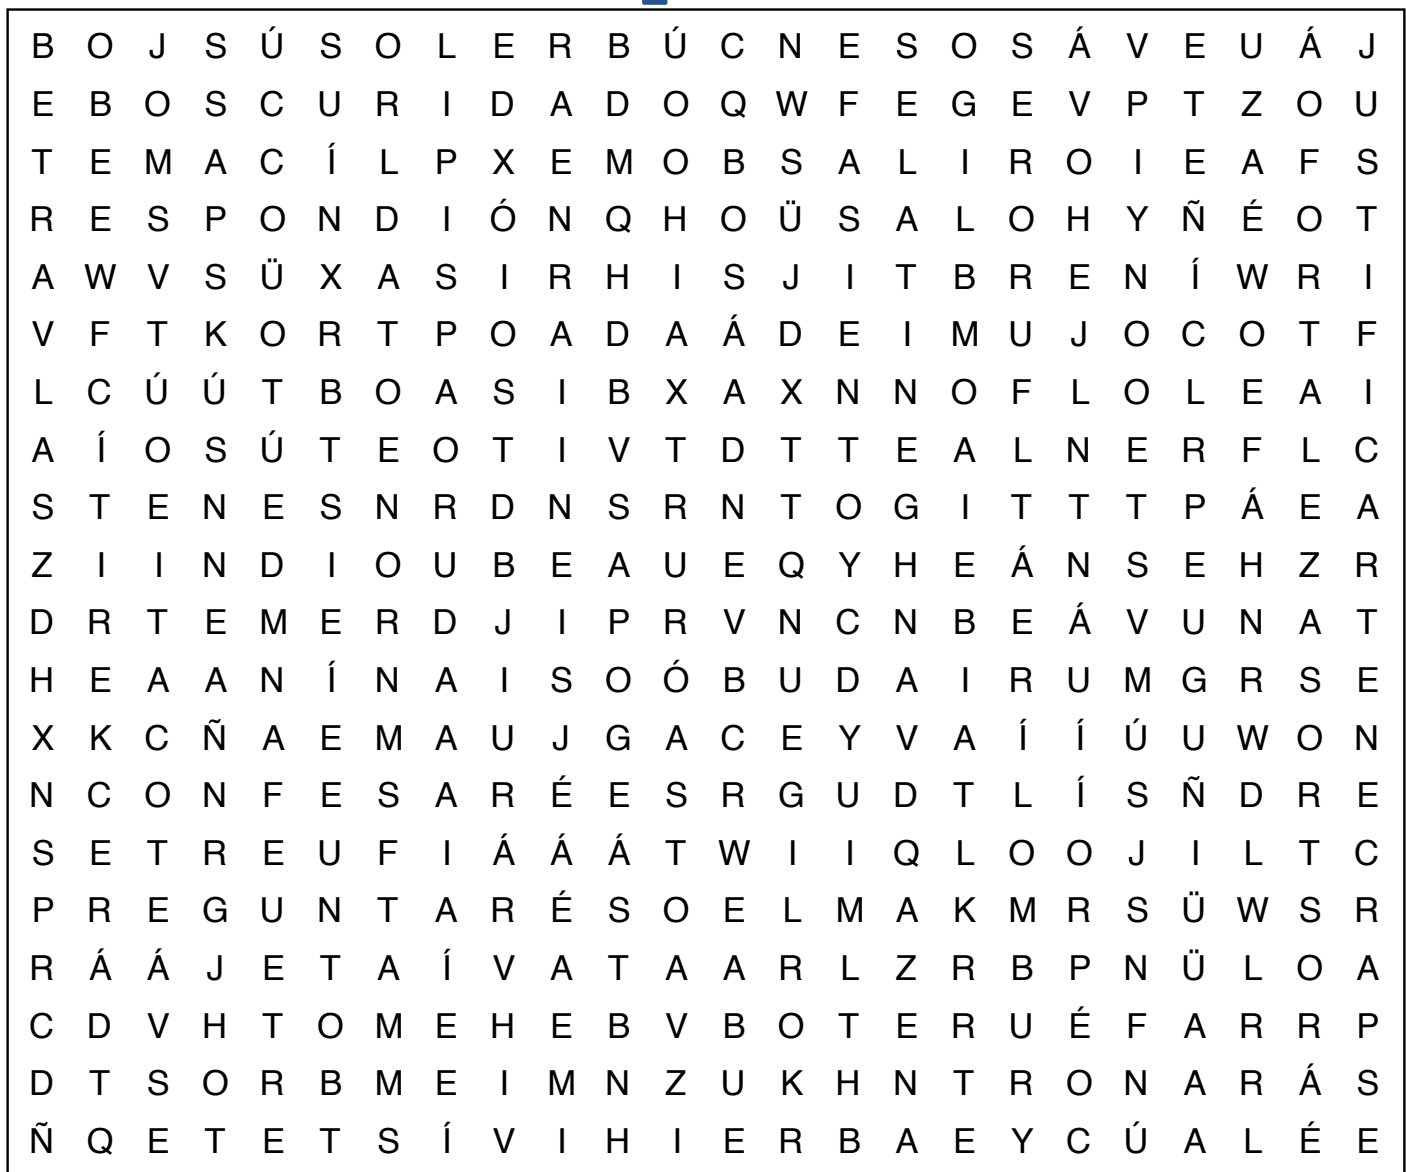 B O J S Ú S O L E R B Ú C N E S O S Á V E U Á J
E B O S C U R I D A D O Q W F E G E V P T Z O U
T E M A C Í L P X E M O B S A L I R O I E A F S
R E S P O N D I Ó N Q H O Ü S A L O H Y Ñ É O T
A W V S Ü X A S I R H I S J I T B R E N Í W R I
V F T K O R T P O A D A Á D E I M U J O C O T F
L C Ú Ú T B O A S I B X A X N N O F L O L E A I
A Í O S Ú T E O T I V T D T T E A L N E R F L C
S T E N E S N R D N S R N T O G I T T T P Á E A
Z I I N D I O U B E A U E Q Y H E Á N S E H Z R
D R T E M E R D J I P R V N C N B E Á V U N A T
H E A A N Í N A I S O Ó B U D A I R U M G R S E
X K C Ñ A E M A U J G A C E Y V A Í Í Ú U W O N
N C O N F E S A R É E S R G U D T L Í S Ñ D R E
S E T R E U F I Á Á Á T W I I Q L O O J I L T C
P R E G U N T A R É S O E L M A K M R S Ü W S R
R Á Á J E T A Í V A T A A R L Z R B P N Ü L O A
C D V H T O M E H E B V B O T E R U É F A R R P
D T S O R B M E I M N Z U K H N T R O N A R Á S
Ñ Q E T E T S Í V I H I E R B A E Y C Ú A L É E